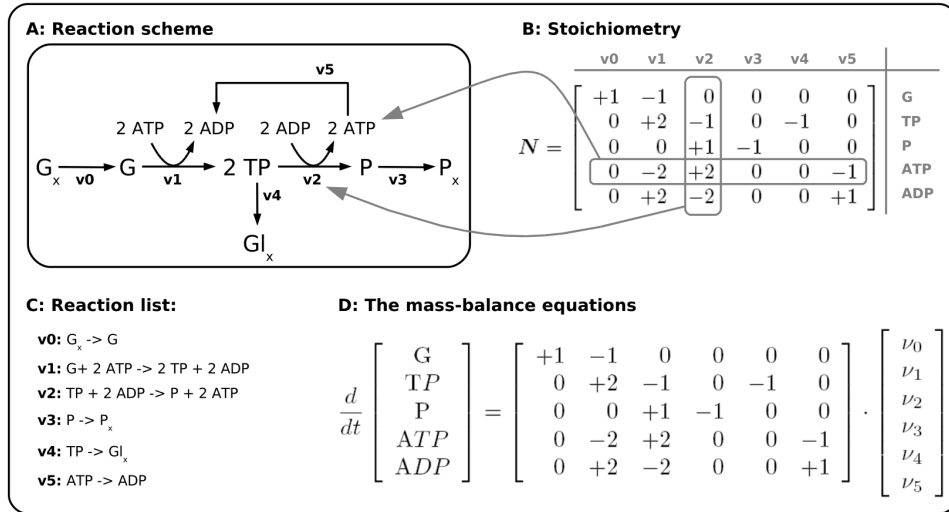 A: Reaction scheme
v5
2 ATP 2 ADP 2 ADP 2 ATP
Gx G 2 TP P Px
v0 v1 v2 v3
v4
Glx
B: Stoichiometry
v0 v1 v2 v3 v4 v5
+1 −1 0 0 0 0 G
0 +2 −1 0 −1 0 TP
N = 0 0 +1 −1 0 0 P
0 −2 +2 0 0 −1 ATP
0 +2 −2 0 0 +1 ADP
C: Reaction list:
v0: Gx -> G
v1: G+ 2 ATP -> 2 TP + 2 ADP
v2: TP + 2 ADP -> P + 2 ATP
v3: P -> Px
v4: TP -> Glx
v5: ATP -> ADP
D: The mass-balance equations
d/dt
G
TP
P
ATP
ADP
=
+1 −1 0 0 0 0
0 +2 −1 0 −1 0
0 0 +1 −1 0 0
0 −2 +2 0 0 −1
0 +2 −2 0 0 +1
·
ν0
ν1
ν2
ν3
ν4
ν5